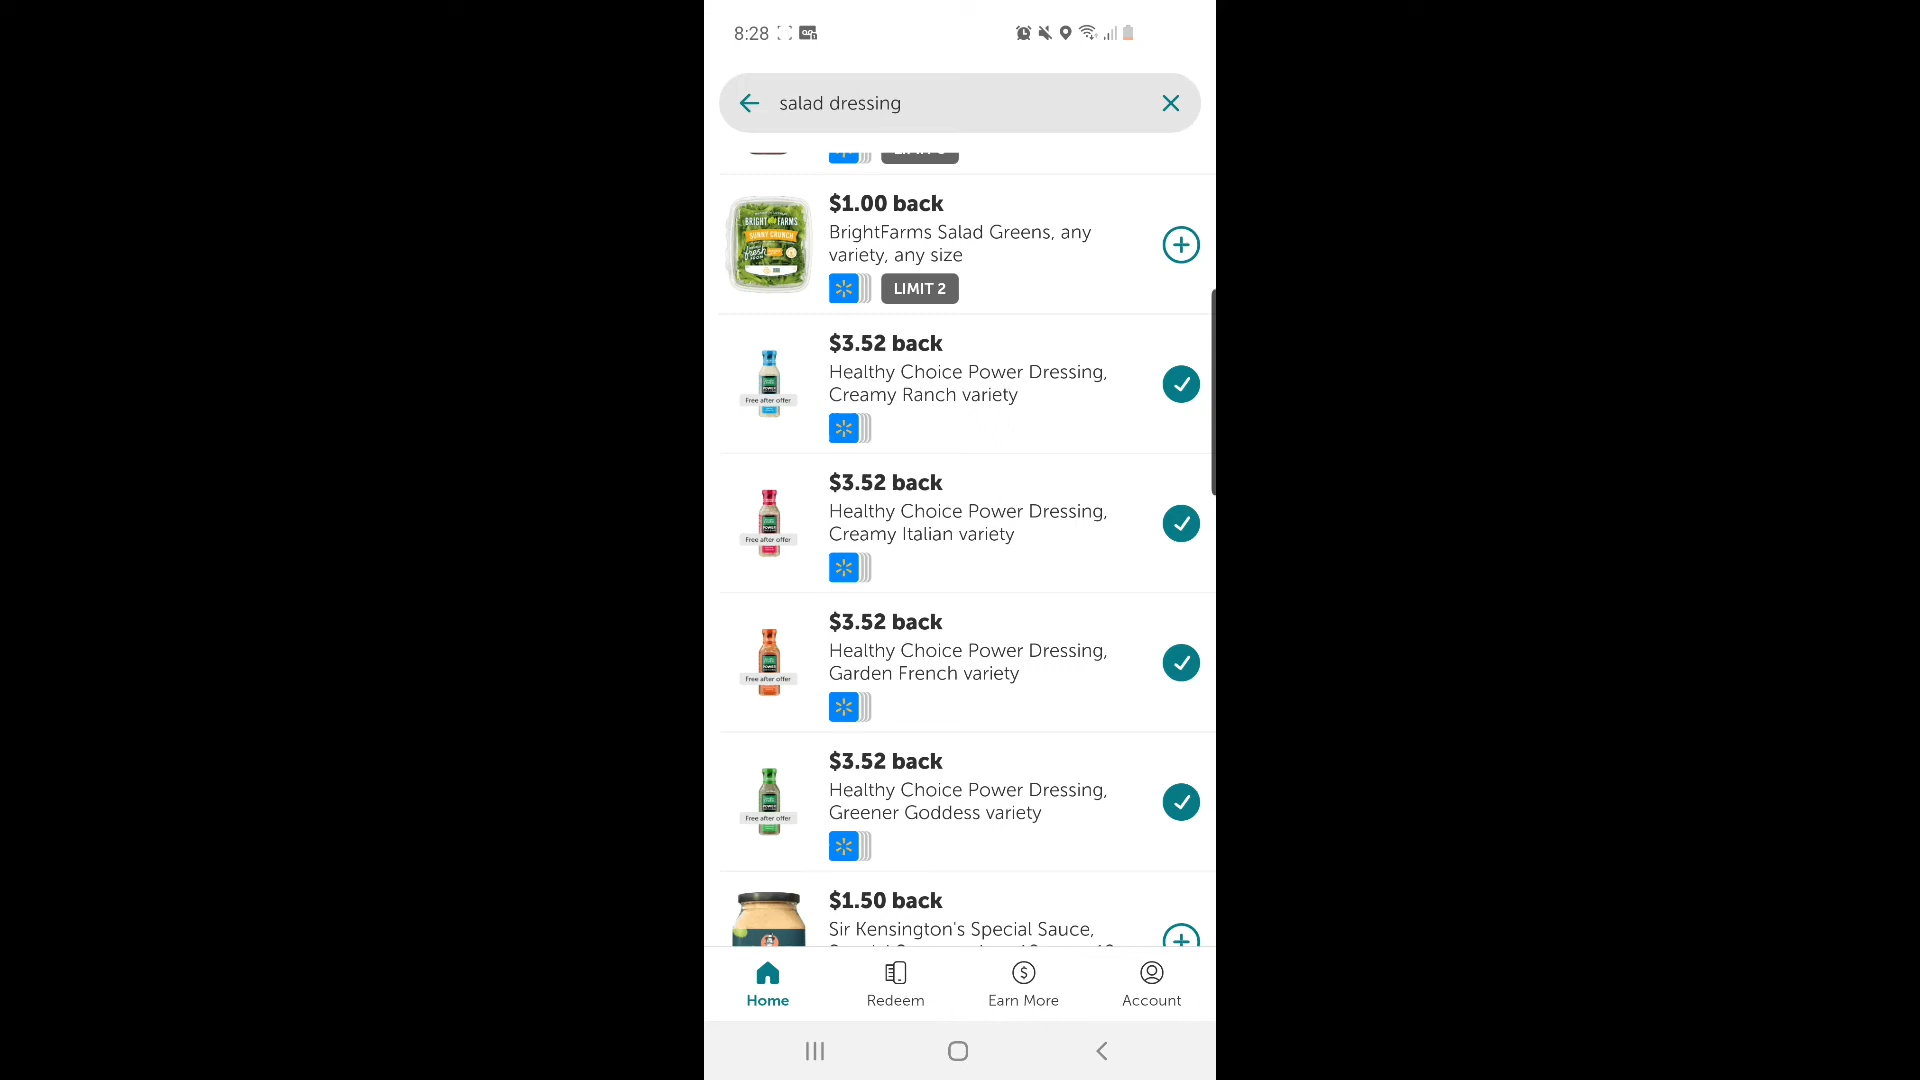 8:28
salad dressing
$1.00 back
BrightFarms Salad Greens, any
variety, any size
LIMIT 2
BRIGHT FARMS
SUNNY CRUNCH
$3.52 back
Healthy Choice Power Dressing,
Creamy Ranch variety
Free after offer
$3.52 back
Healthy Choice Power Dressing,
Creamy Italian variety
Free after offer
$3.52 back
Healthy Choice Power Dressing,
Garden French variety
Free after offer
$3.52 back
Healthy Choice Power Dressing,
Greener Goddess variety
Free after offer
$1.50 back
Sir Kensington's Special Sauce,
Home
Redeem
Earn More
Account